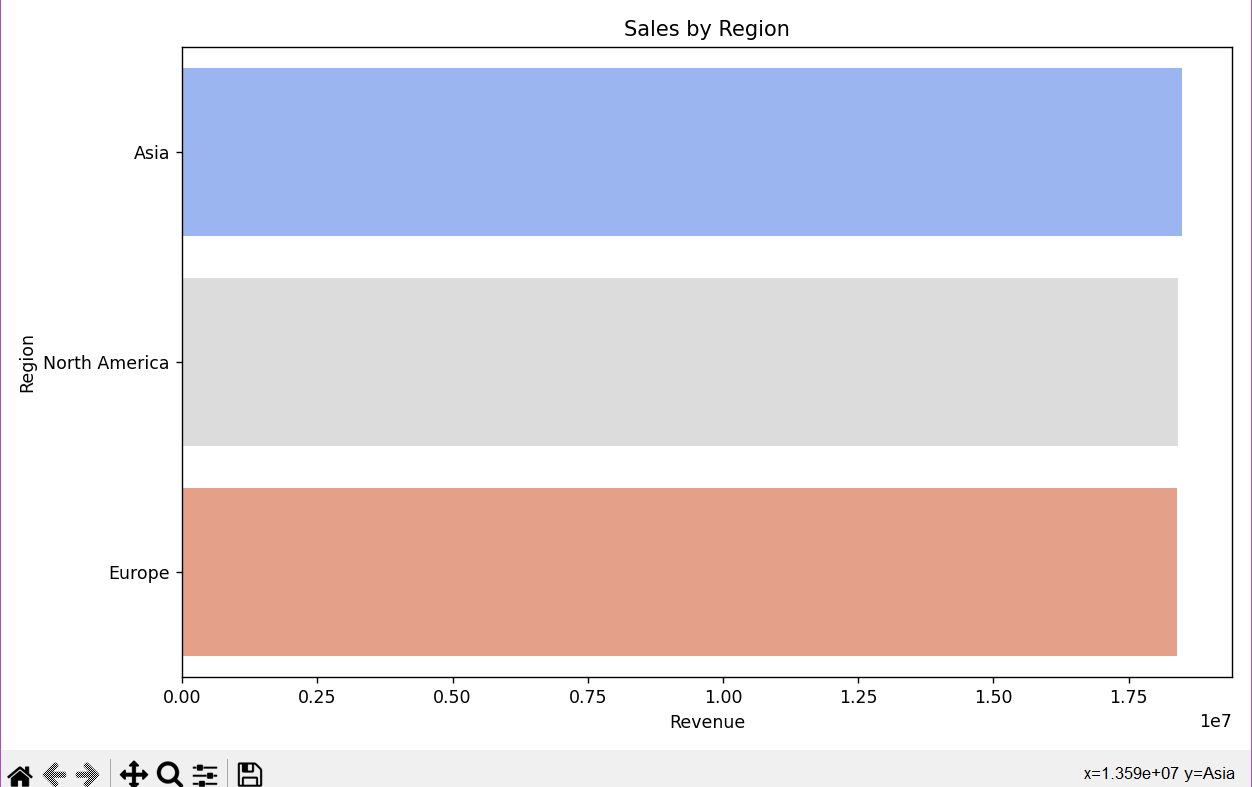 Sales by Region
Asia
North America
Europe
Region
0.00 0.25 0.50 0.75 1.00 1.25 1.50 1.75
1e7
Revenue
x=1.359e+07 y=Asia